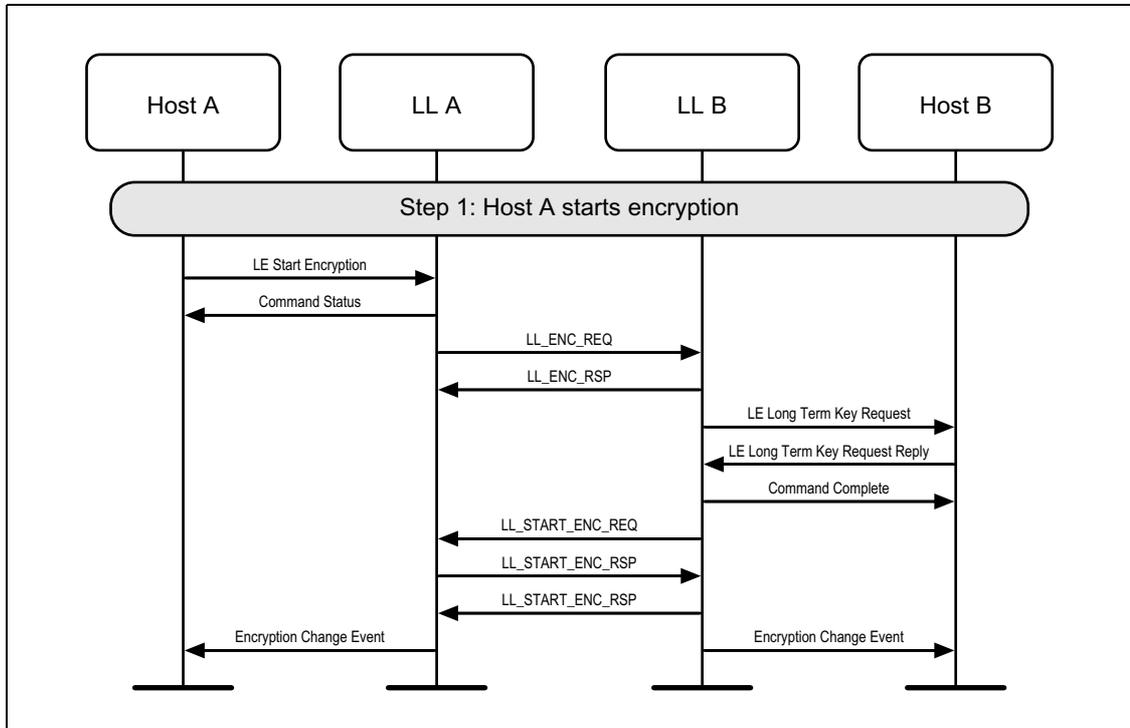 Host A
LL A
LL B
Host B
Step 1: Host A starts encryption
LE Start Encryption
Command Status
LL_ENC_REQ
LL_ENC_RSP
LE Long Term Key Request
LE Long Term Key Request Reply
Command Complete
LL_START_ENC_REQ
LL_START_ENC_RSP
LL_START_ENC_RSP
Encryption Change Event
Encryption Change Event